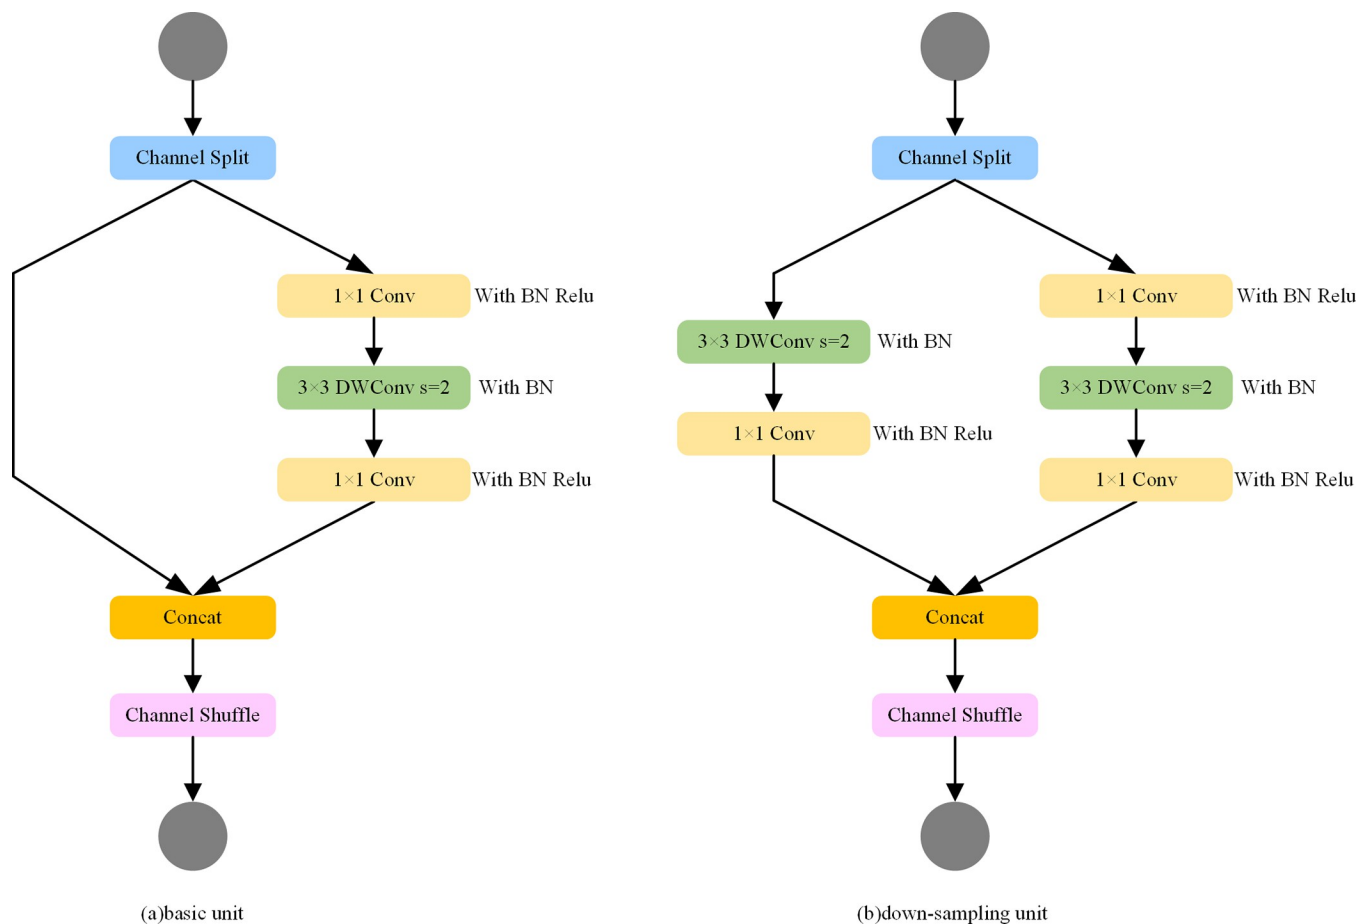 Channel Split
1×1 Conv With BN Relu
3×3 DWConv s=2 With BN
1×1 Conv With BN Relu
Concat
Channel Shuffle
(a)basic unit
Channel Split
3×3 DWConv s=2 With BN
1×1 Conv With BN Relu
1×1 Conv With BN Relu
3×3 DWConv s=2 With BN
1×1 Conv With BN Relu
Concat
Channel Shuffle
(b)down-sampling unit